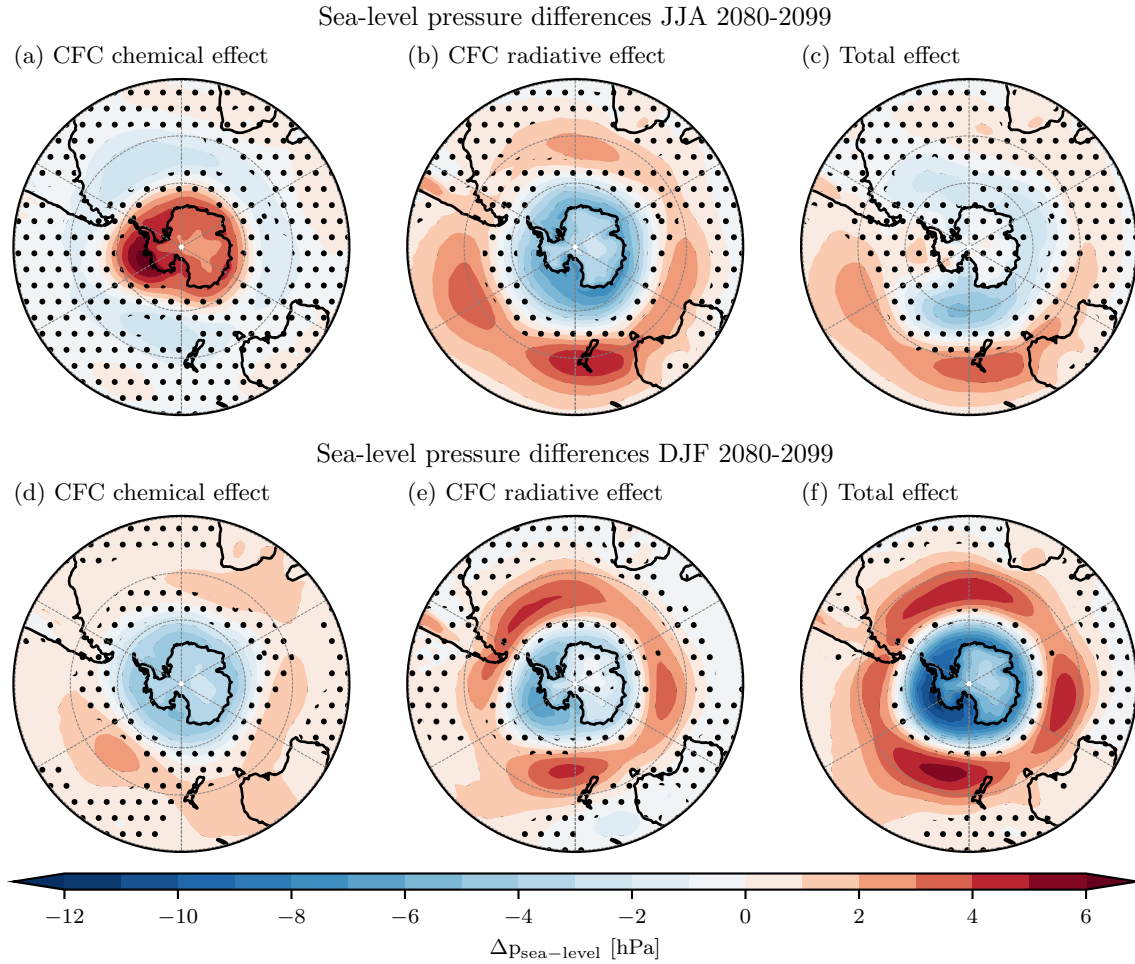 Sea-level pressure differences JJA 2080-2099
(a) CFC chemical effect
(b) CFC radiative effect
(c) Total effect
Sea-level pressure differences DJF 2080-2099
(d) CFC chemical effect
(e) CFC radiative effect
(f) Total effect
−12 −10 −8 −6 −4 −2 0 2 4 6
Δp_{sea−level} [hPa]